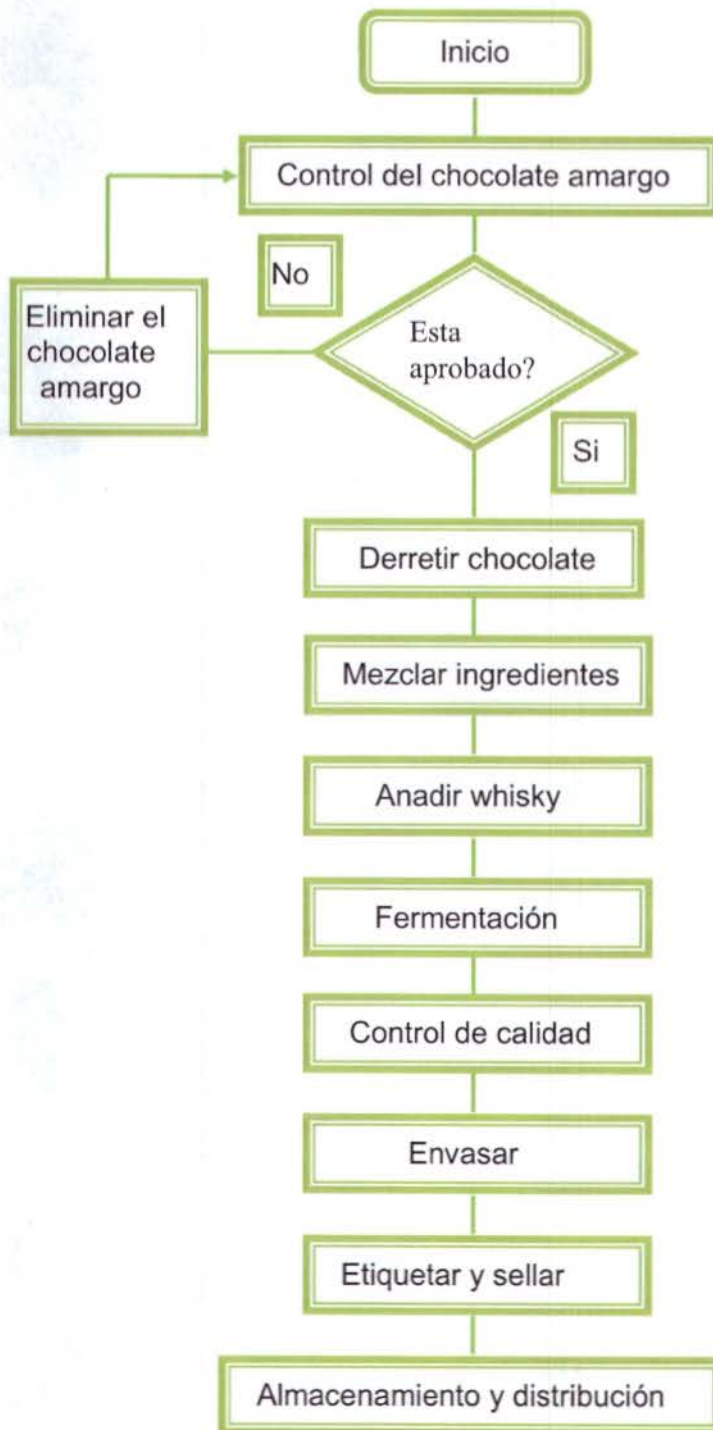 Inicio
Control del chocolate amargo
No
Eliminar el
chocolate
amargo
Esta
aprobado?
Si
Derretir chocolate
Mezclar ingredientes
Anadir whisky
Fermentación
Control de calidad
Envasar
Etiquetar y sellar
Almacenamiento y distribución